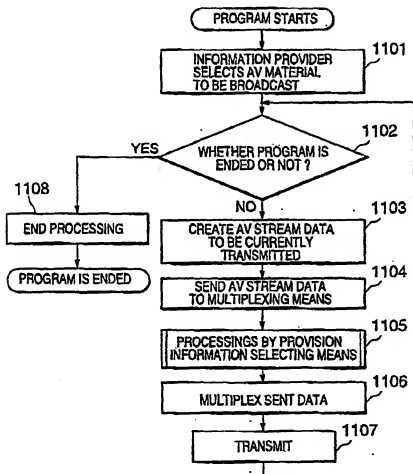 PROGRAM STARTS
1101
INFORMATION PROVIDER
SELECTS AV MATERIAL
TO BE BROADCAST
1102
YES
WHETHER PROGRAM IS
ENDED OR NOT ?
1108
NO
1103
END PROCESSING
CREATE AV STREAM DATA
TO BE CURRENTLY
TRANSMITTED
1104
PROGRAM IS ENDED
SEND AV STREAM DATA
TO MULTIPLEXING MEANS
1105
PROCESSINGS BY PROVISION
INFORMATION SELECTING MEANS
1106
MULTIPLEX SENT DATA
1107
TRANSMIT